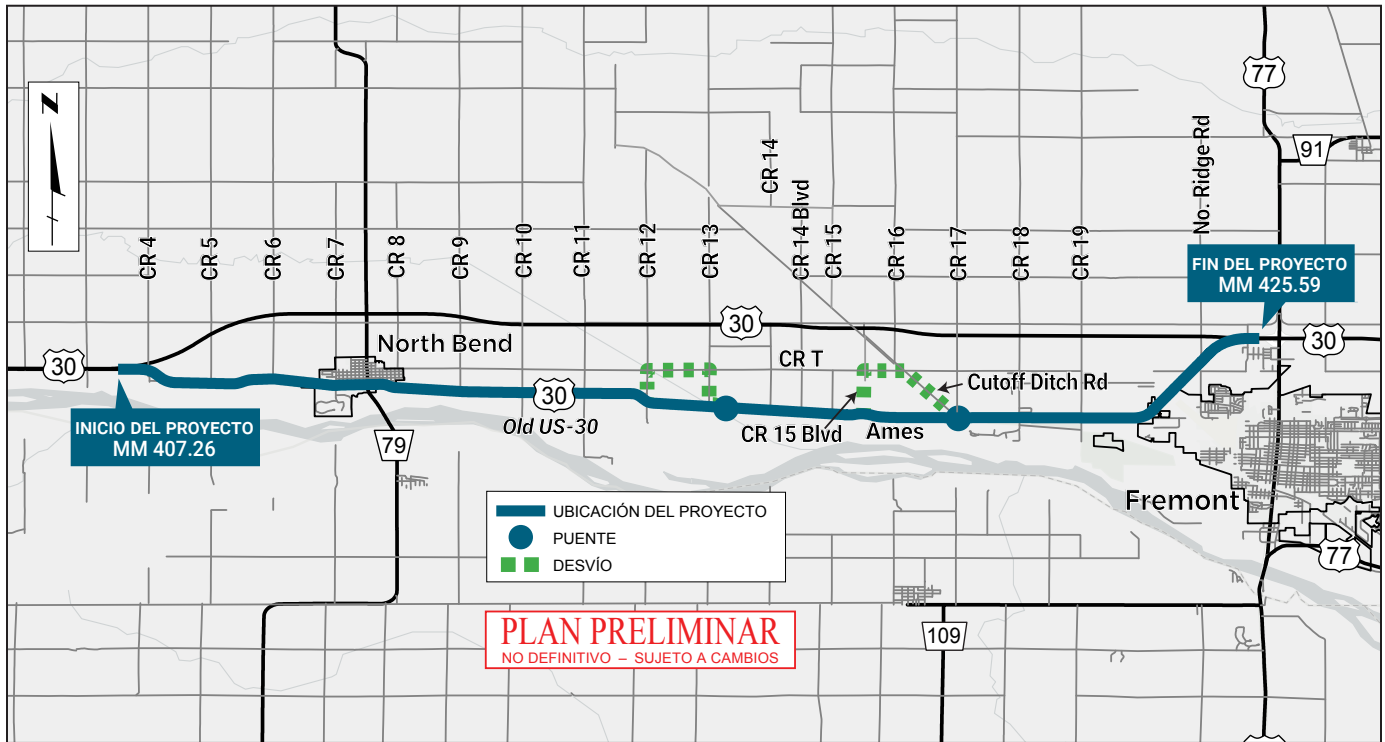 77
91
No. Ridge Rd
CR 14
N
CR 4
CR 5
CR 6
CR 7
CR 8
CR 9
CR 10
CR 11
CR 12
CR 13
CR 14 Blvd
CR 15
CR 16
CR 17
CR 18
CR 19
FIN DEL PROYECTO
MM 425.59
30
30
30
North Bend
CR T
Cutoff Ditch Rd
30
Old US-30
CR 15 Blvd
Ames
INICIO DEL PROYECTO
MM 407.26
79
Fremont
UBICACIÓN DEL PROYECTO
PUENTE
DESVÍO
77
PLAN PRELIMINAR
NO DEFINITIVO – SUJETO A CAMBIOS
109